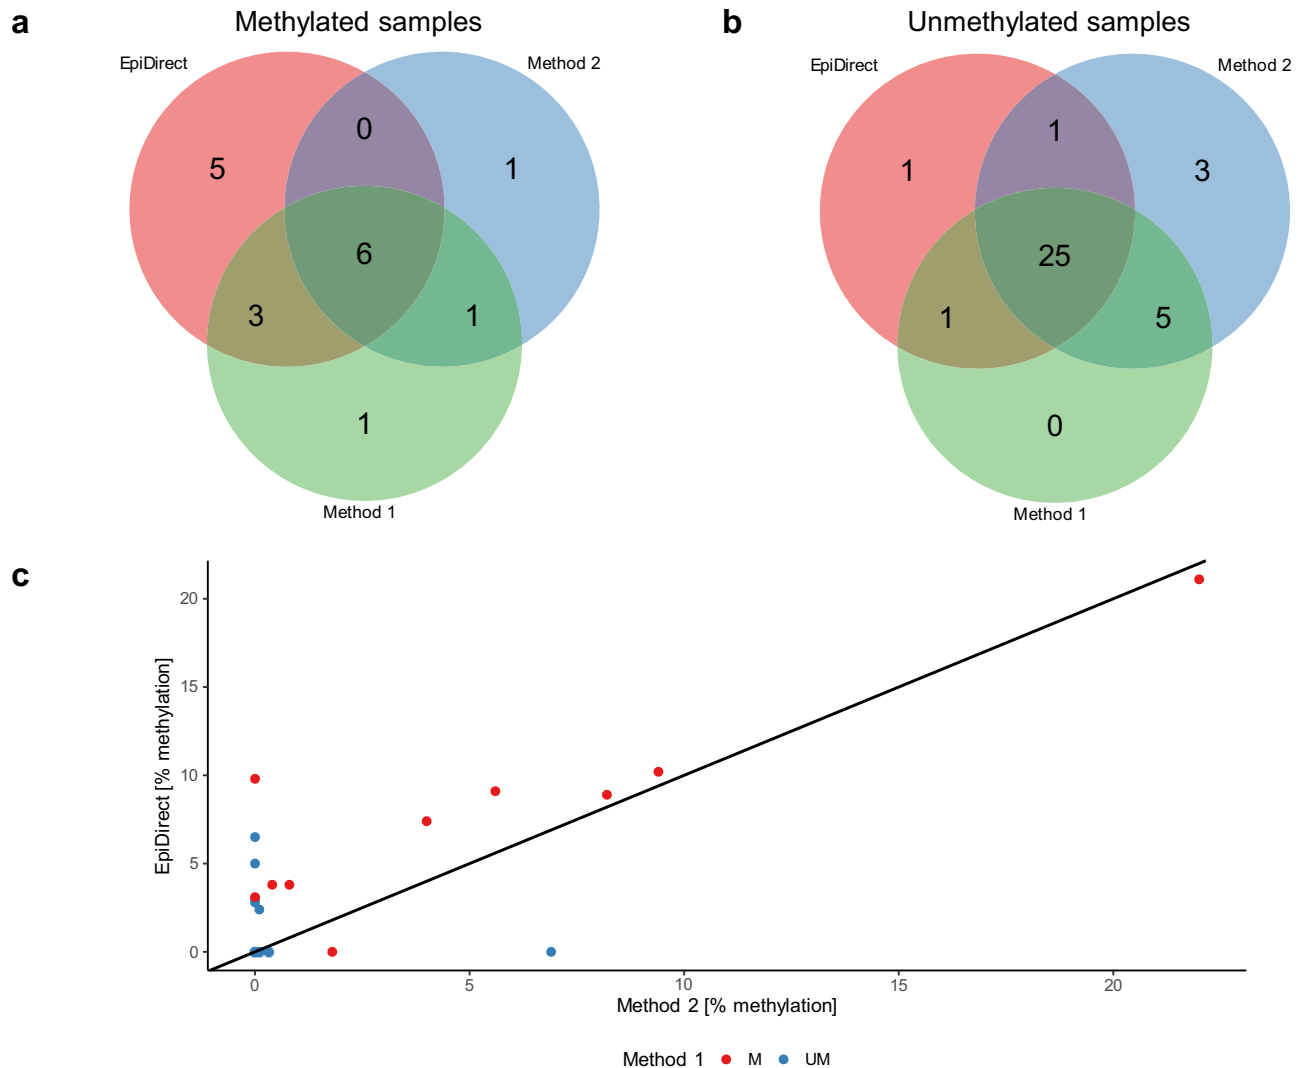 a
Methylated samples
EpiDirect
Method 2
0
5
1
6
3
1
1
Method 1
b
Unmethylated samples
EpiDirect
Method 2
1
1
3
25
1
5
0
Method 1
c
EpiDirect [% methylation]
20
15
10
5
0
0 5 10 15 20
Method 2 [% methylation]
Method 1 M UM